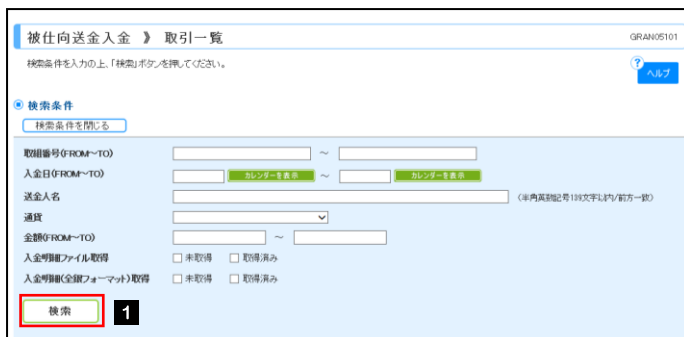 被仕向送金入金 》 取引一覧 GRAN05101
検索条件を入力の上、「検索」ボタンを押してください。
? ヘルプ
検索条件
検索条件を閉じる
取組番号(FROM～TO) ～
入金日(FROM～TO) カレンダーを表示 ～ カレンダーを表示
送金人名 (半角英数記号139文字以内/前方一致)
通貨
金額(FROM～TO) ～
入金明細ファイル取得 未取得 取得済み
入金明細(全銀フォーマット)取得 未取得 取得済み
検索 1